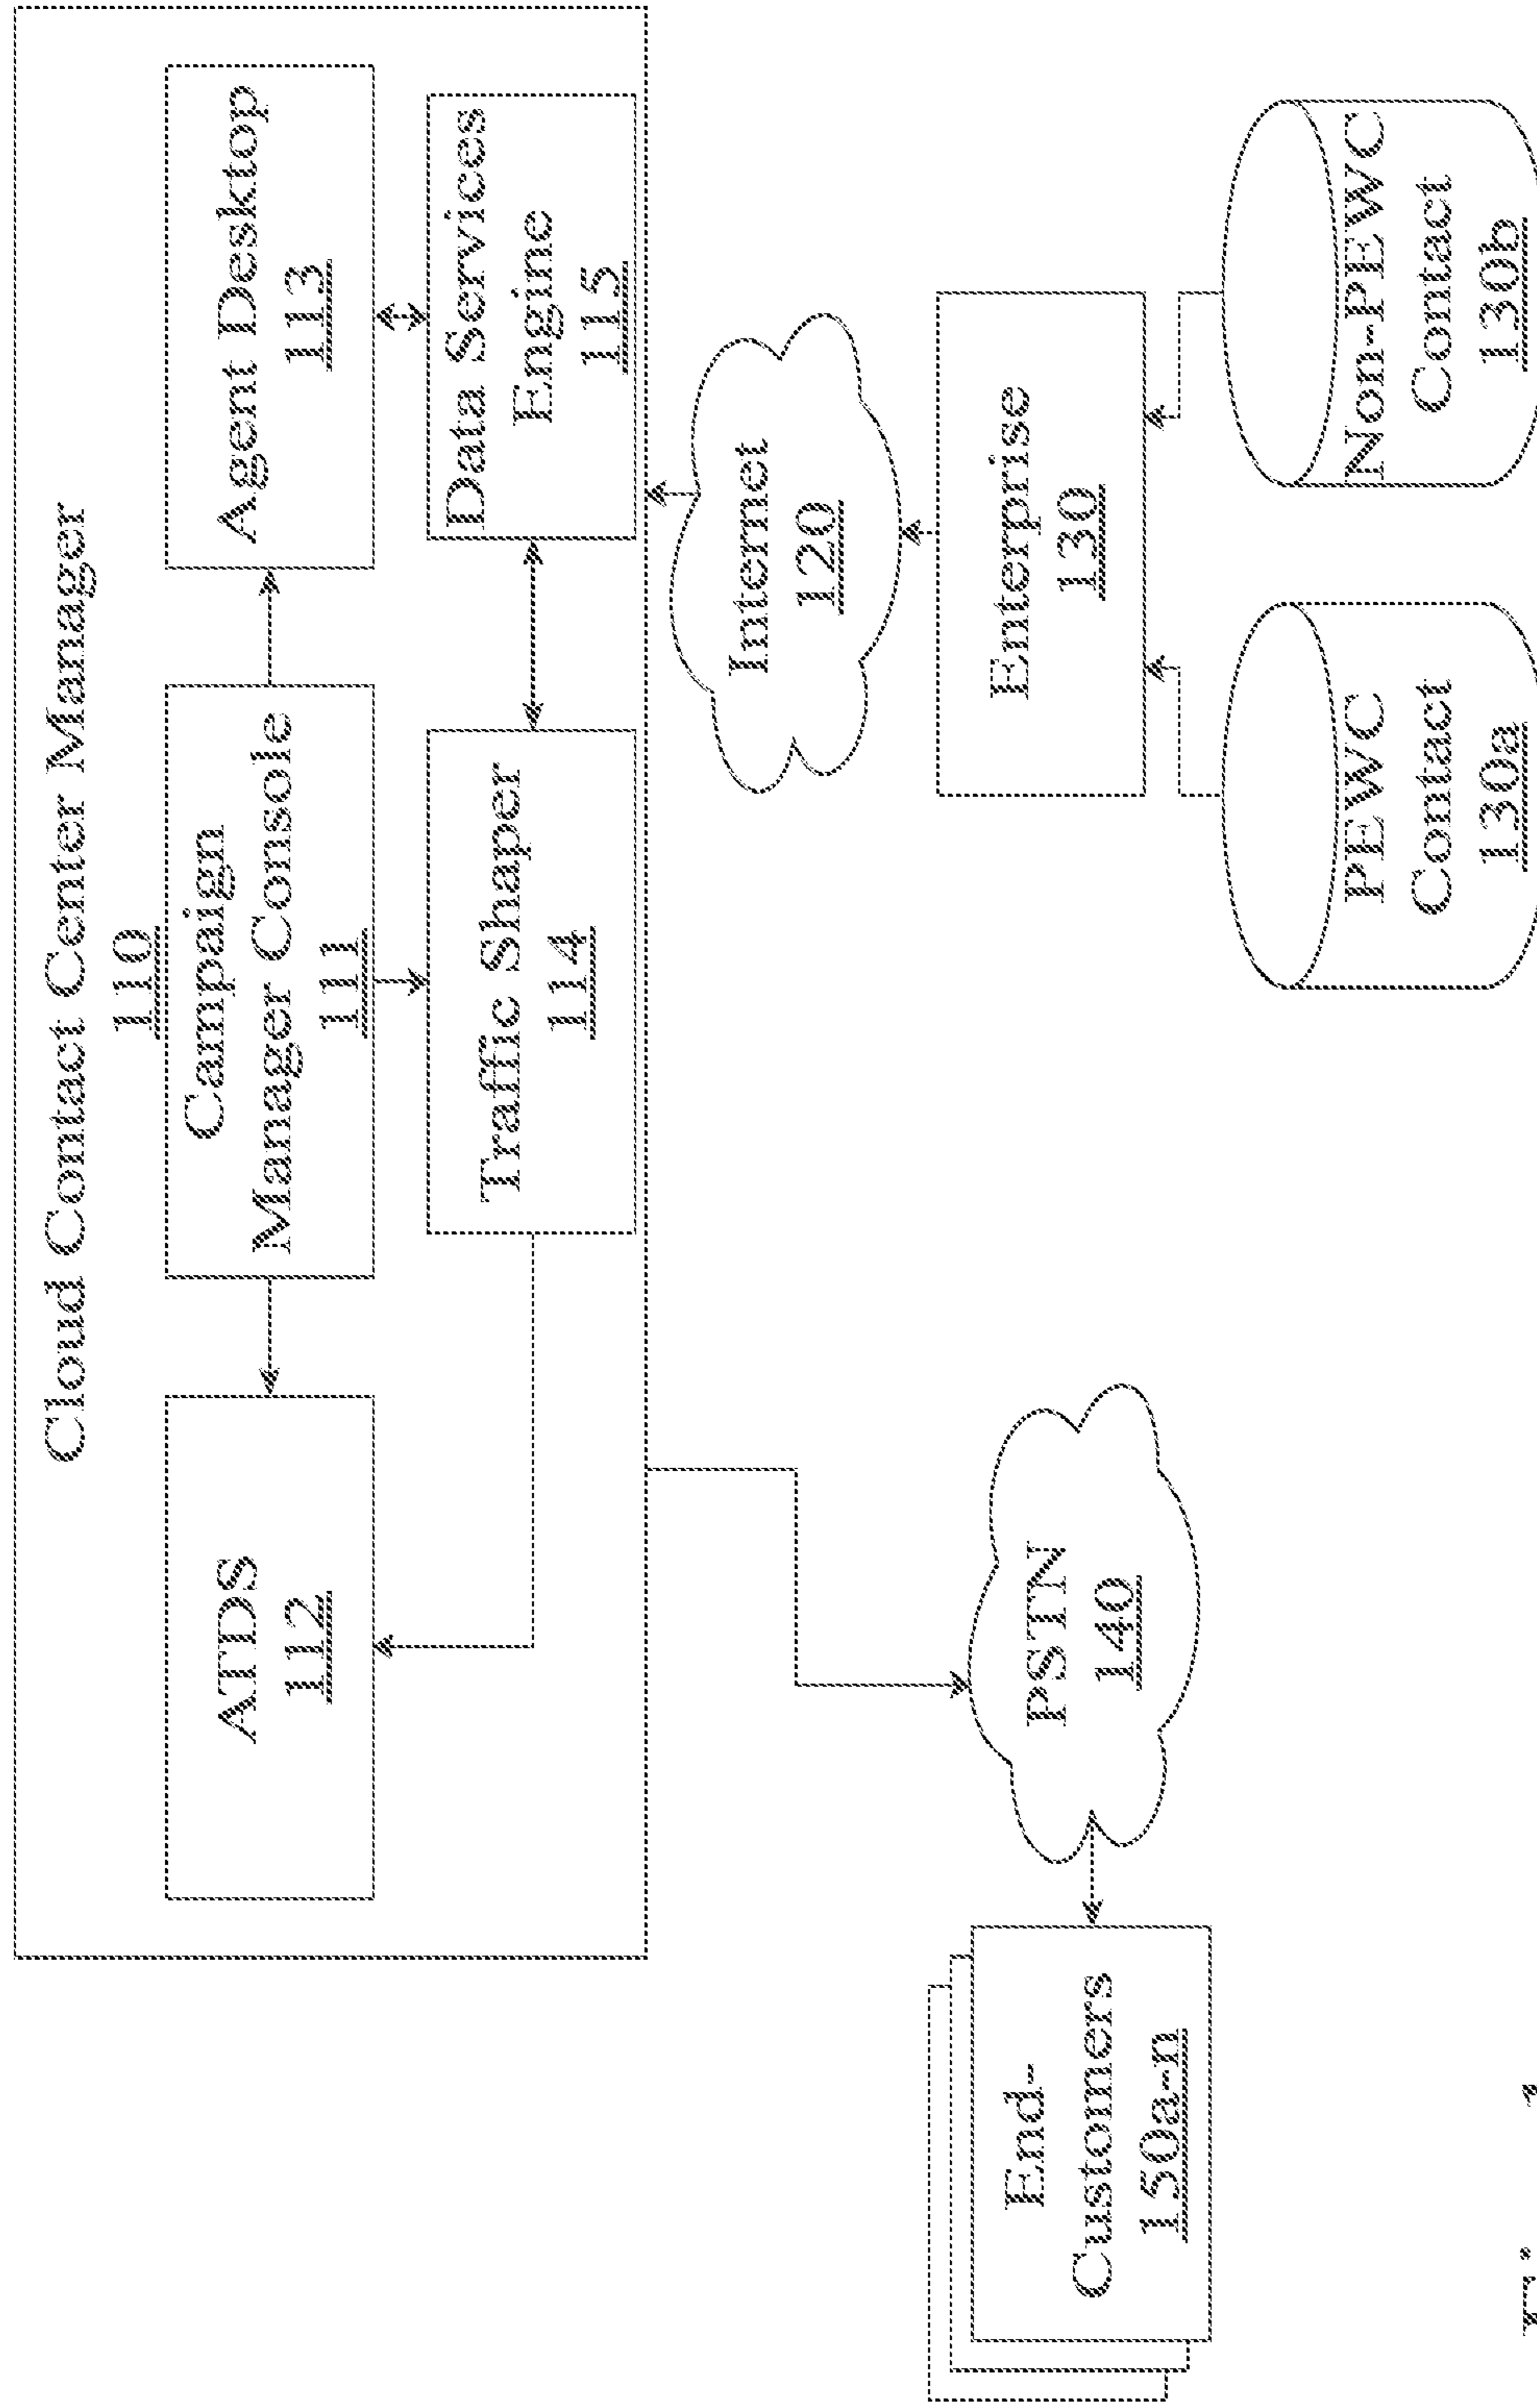 Cloud Contact Center Manager
110
ATDS
112
Campaign
Manager Console
111
Agent Desktop
113
Traffic Shaper
114
Data Services
Engine
115
Internet
120
Enterprise
130
PSTN
140
End-
Customers
150a-n
PEWC
Contact
130a
Non-PEWC
Contact
130b